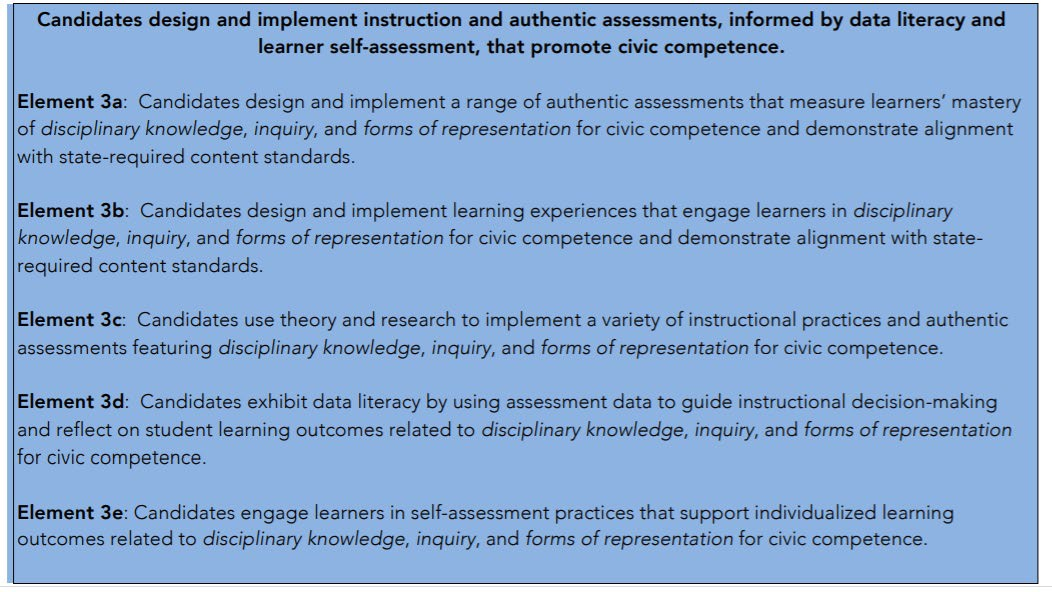 Candidates design and implement instruction and authentic assessments, informed by data literacy and
learner self-assessment, that promote civic competence.
Element 3a: Candidates design and implement a range of authentic assessments that measure learners’ mastery
of disciplinary knowledge, inquiry, and forms of representation for civic competence and demonstrate alignment
with state-required content standards.
Element 3b: Candidates design and implement learning experiences that engage learners in disciplinary
knowledge, inquiry, and forms of representation for civic competence and demonstrate alignment with state-
required content standards.
Element 3c: Candidates use theory and research to implement a variety of instructional practices and authentic
assessments featuring disciplinary knowledge, inquiry, and forms of representation for civic competence.
Element 3d: Candidates exhibit data literacy by using assessment data to guide instructional decision-making
and reflect on student learning outcomes related to disciplinary knowledge, inquiry, and forms of representation
for civic competence.
Element 3e: Candidates engage learners in self-assessment practices that support individualized learning
outcomes related to disciplinary knowledge, inquiry, and forms of representation for civic competence.